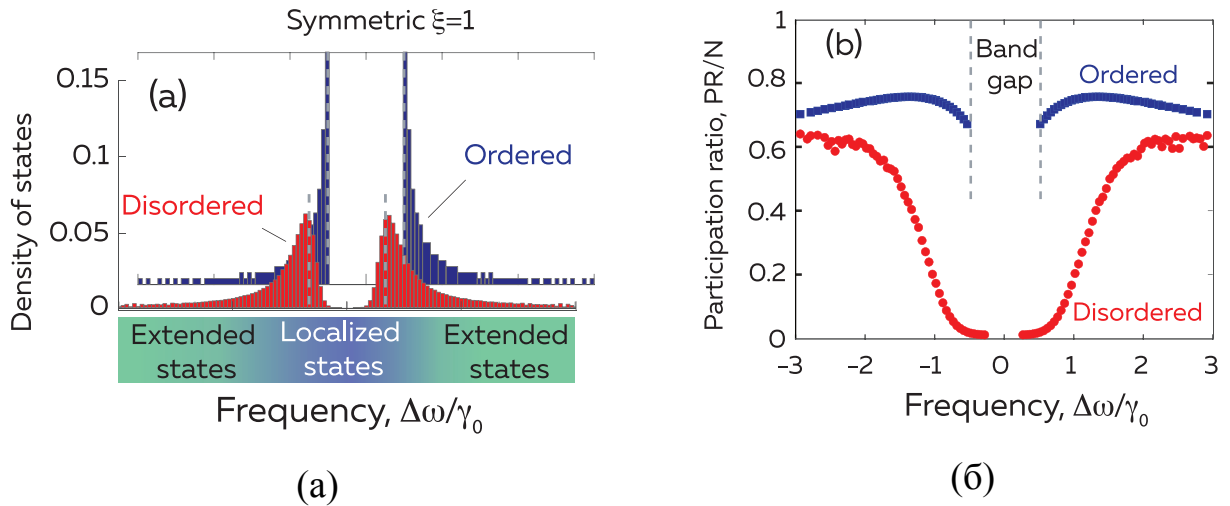 Symmetric ξ=1
(a)
0.15
0.1
0.05
0
Density of states
Ordered
Disordered
Extended
states
Localized
states
Extended
states
Frequency, Δω/γ₀
(а)
(b)
1
0.8
0.6
0.4
0.2
0
Participation ratio, PR/N
Band
gap
Ordered
Disordered
−3 −2 −1 0 1 2 3
Frequency, Δω/γ₀
(б)